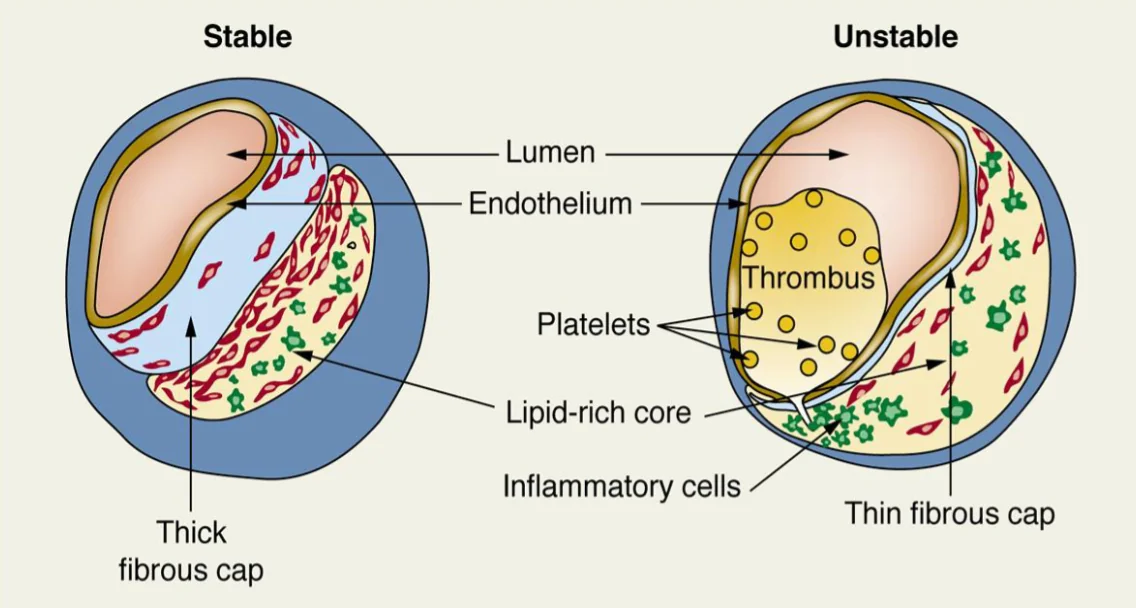 Stable
Unstable
Lumen
Endothelium
Thrombus
Platelets
Lipid-rich core
Inflammatory cells
Thin fibrous cap
Thick
fibrous cap